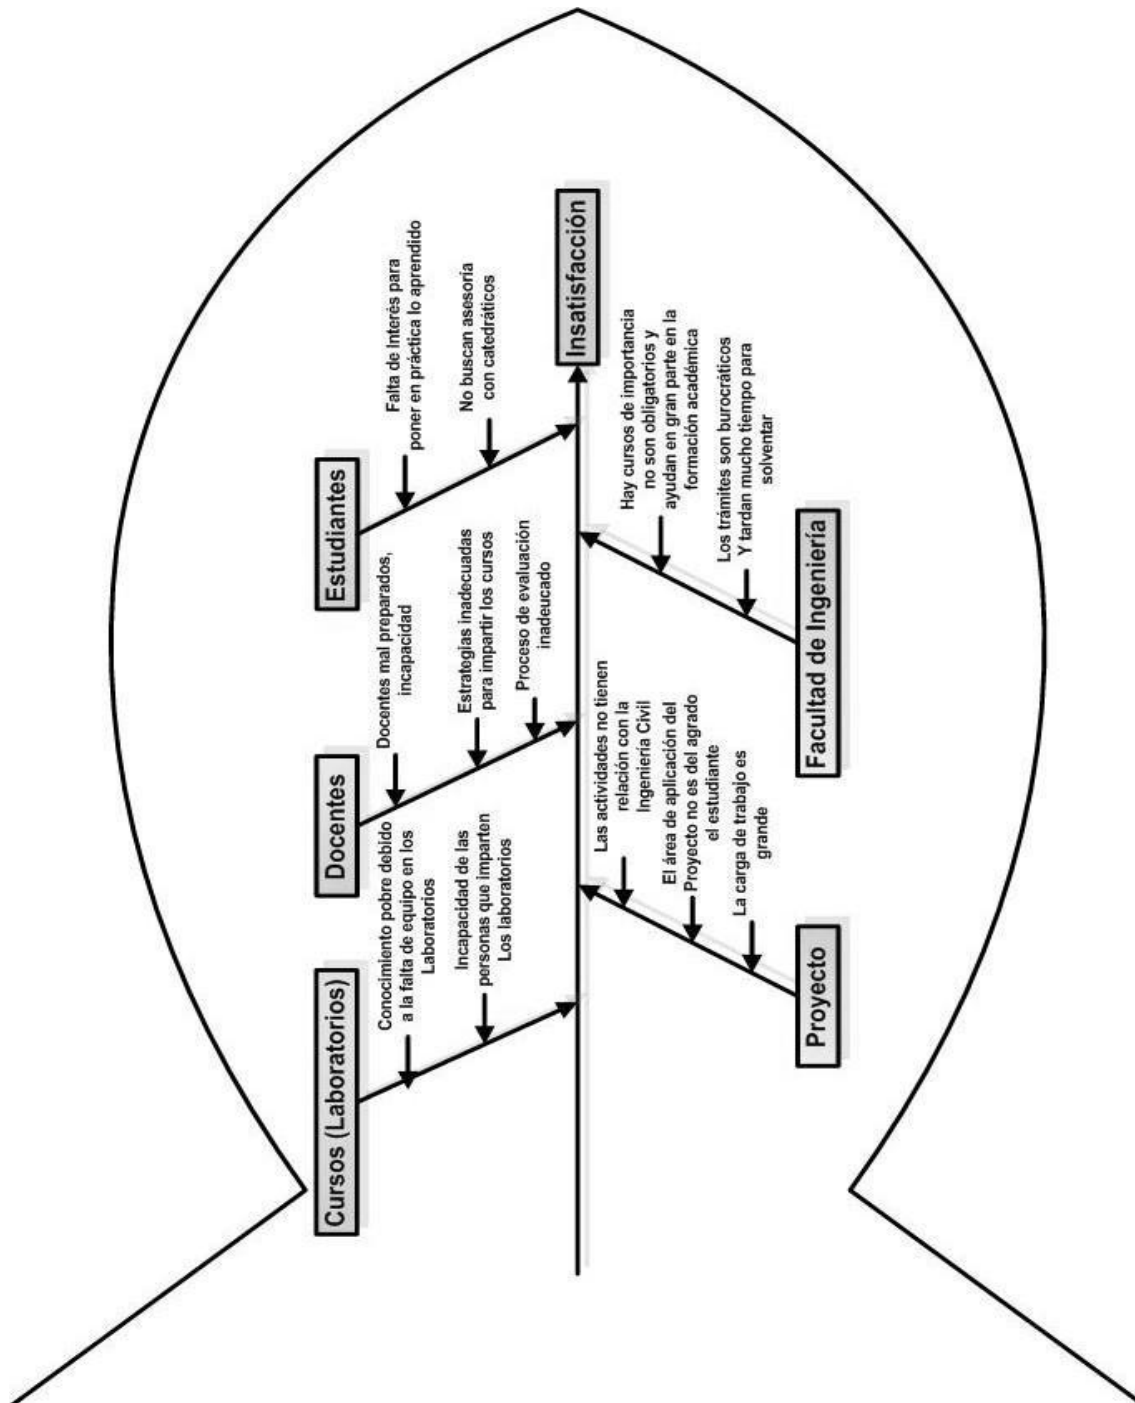 Cursos (Laboratorios)
Conocimiento pobre debido
a la falta de equipo en los
Laboratorios
Incapacidad de las
personas que imparten
Los laboratorios
Docentes
Docentes mal preparados,
incapacidad
Estrategias inadecuadas
para impartir los cursos
Proceso de evaluación
inadeucado
Estudiantes
Falta de Interés para
poner en práctica lo aprendido
No buscan asesoría
con catedráticos
Insatisfacción
Proyecto
Las actividades no tienen
relación con la
Ingeniería Civil
El área de aplicación del
Proyecto no es del agrado
el estudiante
La carga de trabajo es
grande
Facultad de Ingeniería
Hay cursos de importancia
no son obligatorios y
ayudan en gran parte en la
formación académica
Los trámites son burocráticos
Y tardan mucho tiempo para
solventar